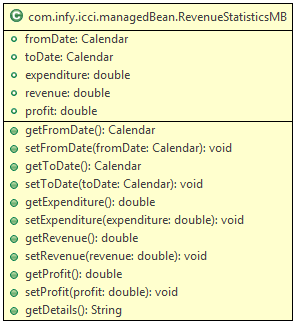 com.infy.icci.managedBean.RevenueStatisticsMB
fromDate: Calendar
toDate: Calendar
expenditure: double
revenue: double
profit: double
getFromDate(): Calendar
setFromDate(fromDate: Calendar): void
getToDate(): Calendar
setToDate(toDate: Calendar): void
getExpenditure(): double
setExpenditure(expenditure: double): void
getRevenue(): double
setRevenue(revenue: double): void
getProfit(): double
setProfit(profit: double): void
getDetails(): String